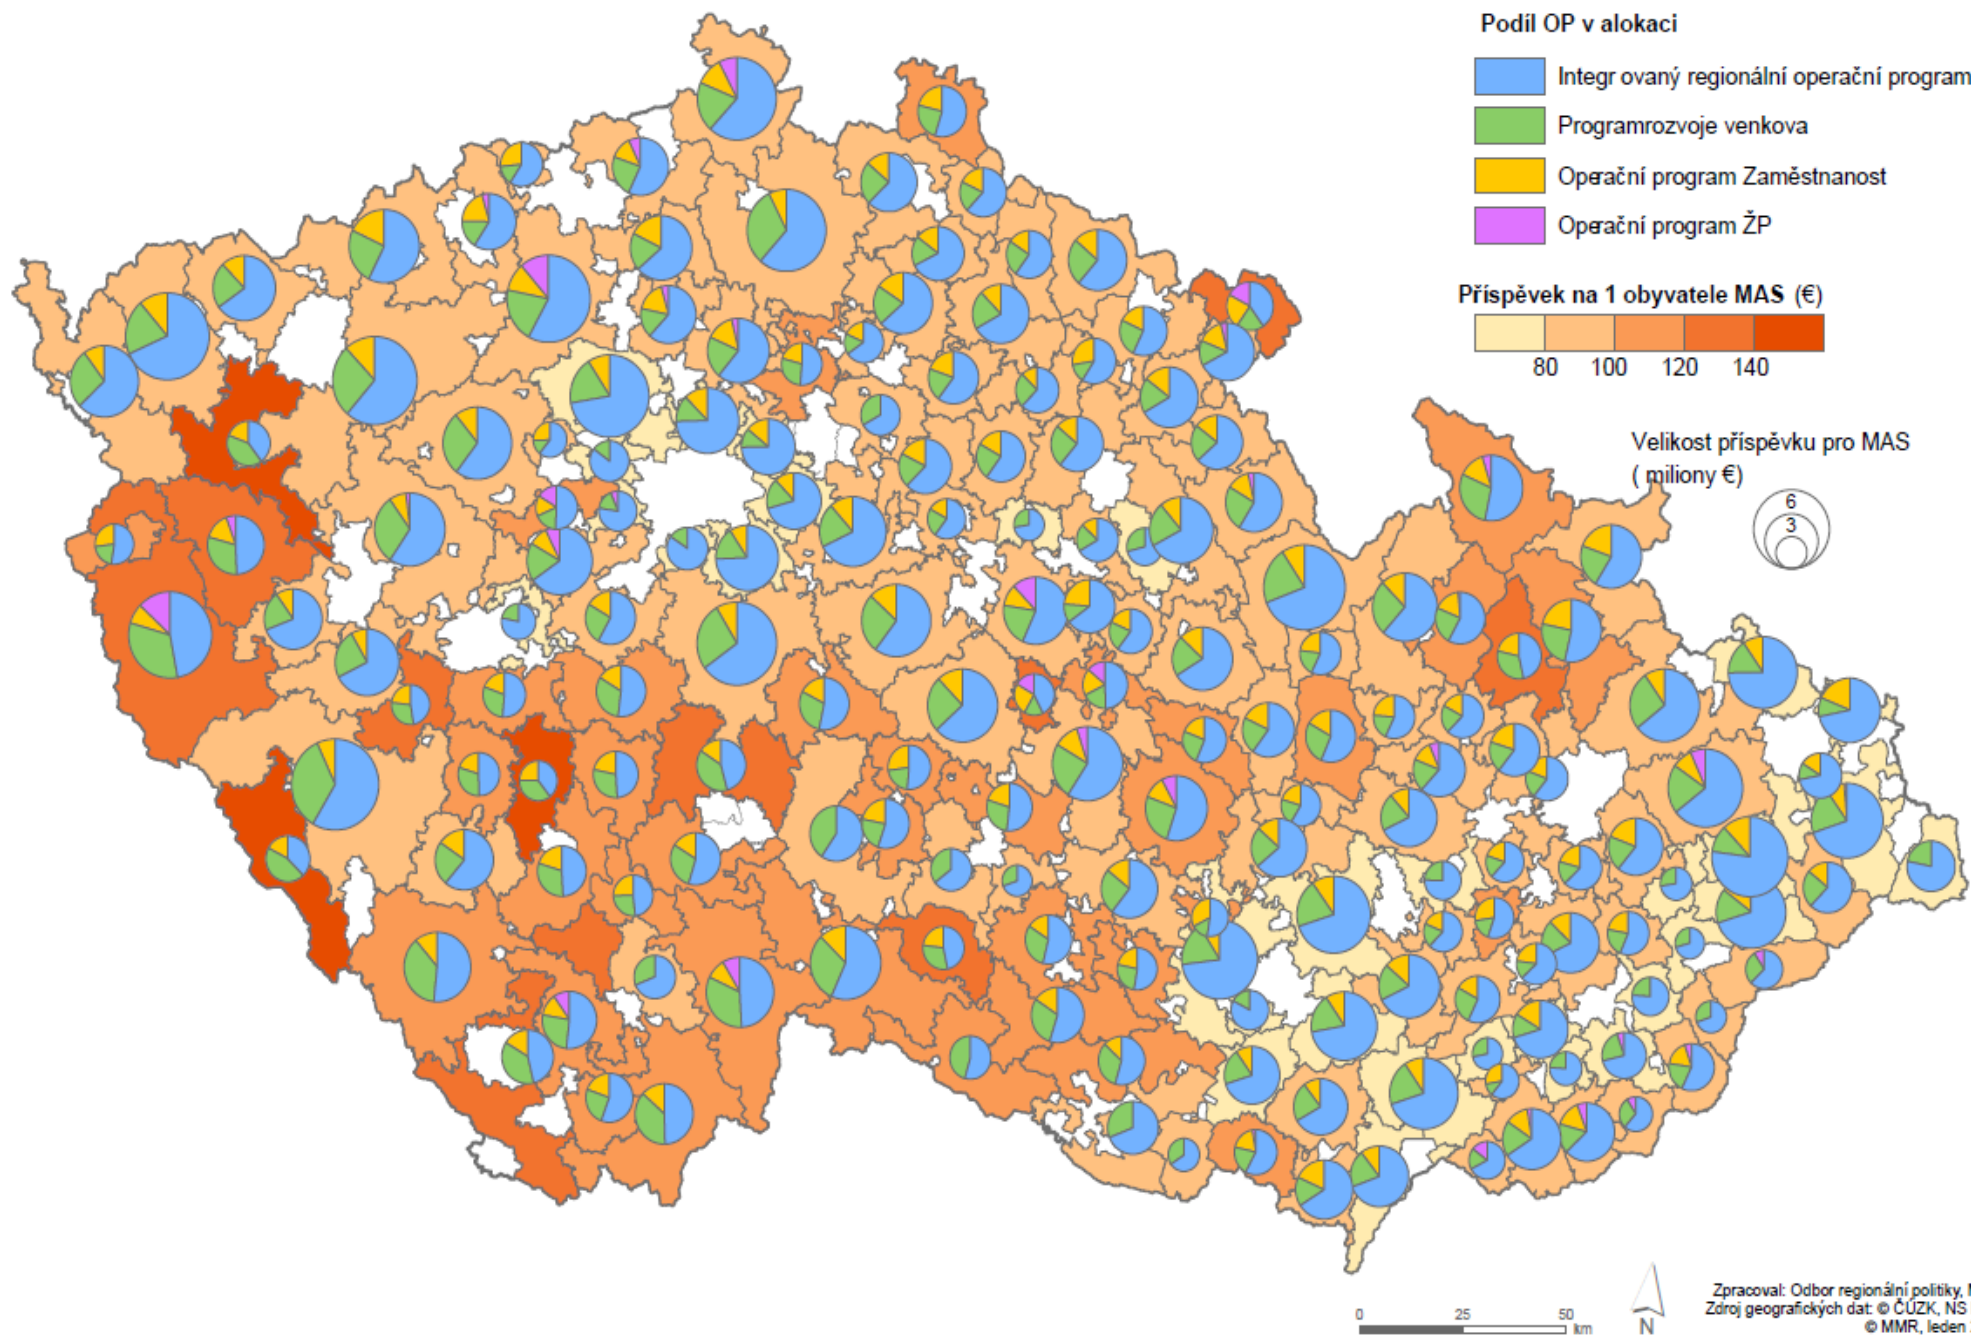 Podíl OP v alokaci
Integr ovaný regionální operační program
Programrozvoje venkova
Operační program Zaměstnanost
Operační program ŽP
Příspěvek na 1 obyvatele MAS (€)
80 100 120 140
Velikost příspěvku pro MAS
( miliony €)
6
3
Zpracoval: Odbor regionální politiky,
Zdroj geografických dat: © ČÚZK, NS
© MMR, leden
0 25 50
km
N